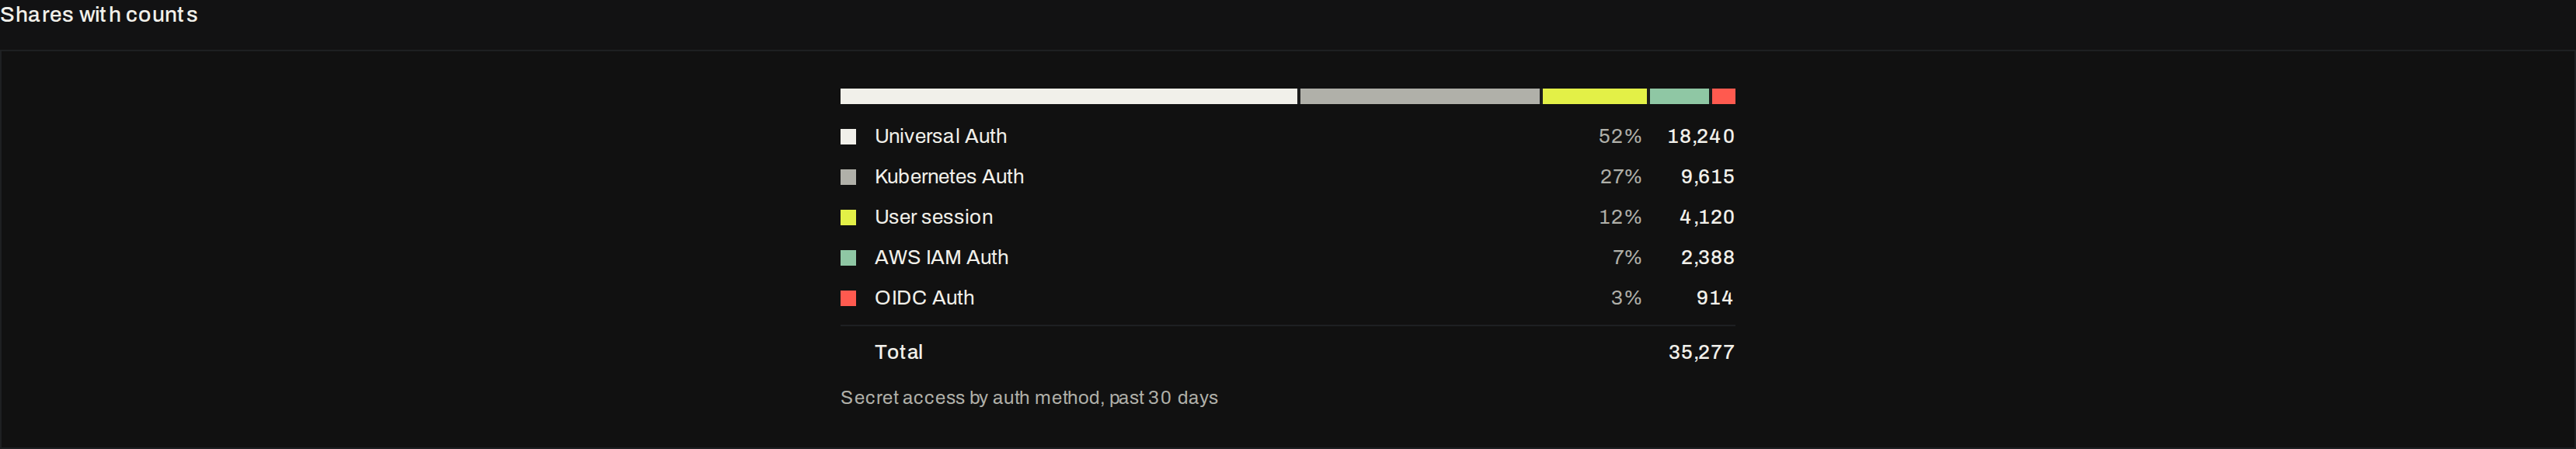 Shares with counts
Universal Auth 52% 18,240
Kubernetes Auth 27% 9,615
User session 12% 4,120
AWS IAM Auth 7% 2,388
OIDC Auth 3% 914
Total 35,277
Secret access by auth method, past 30 days